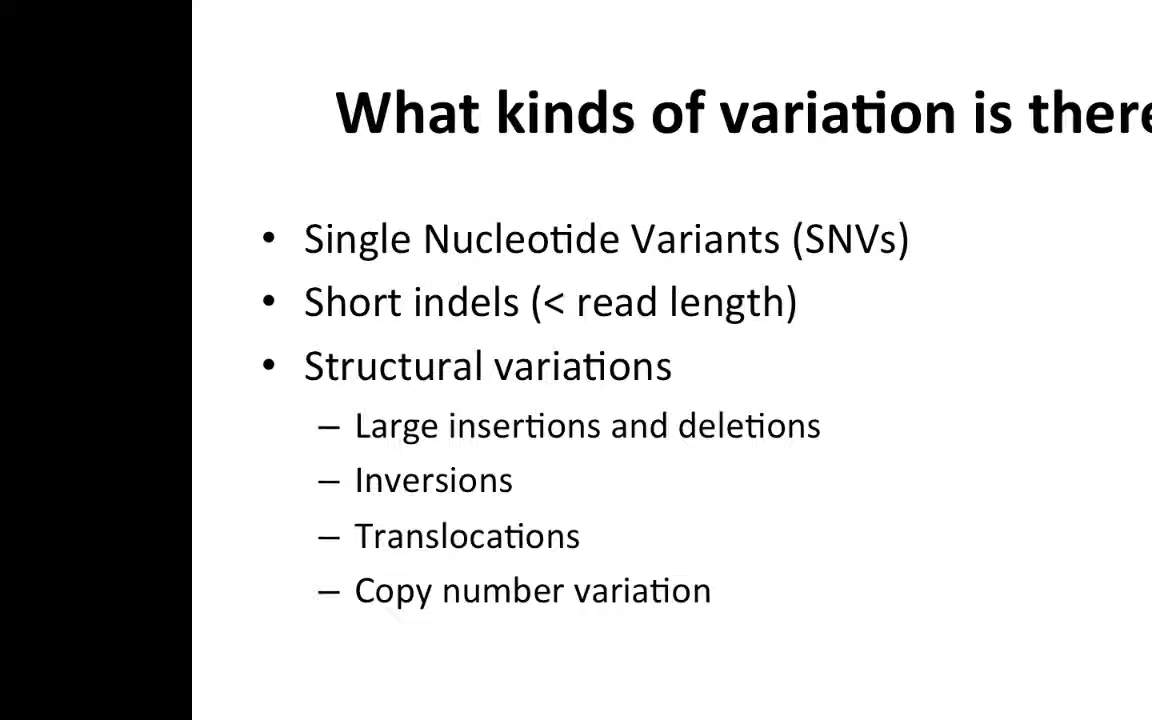 What kinds of variation is there
• Single Nucleotide Variants (SNVs)
• Short indels (< read length)
• Structural variations
– Large insertions and deletions
– Inversions
– Translocations
– Copy number variation